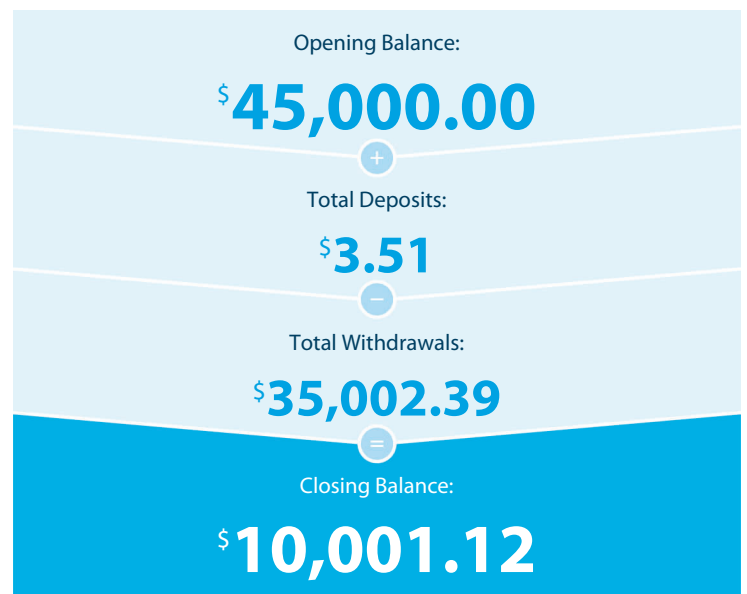 Opening Balance:
$45,000.00
+
Total Deposits:
$3.51
−
Total Withdrawals:
$35,002.39
=
Closing Balance:
$10,001.12